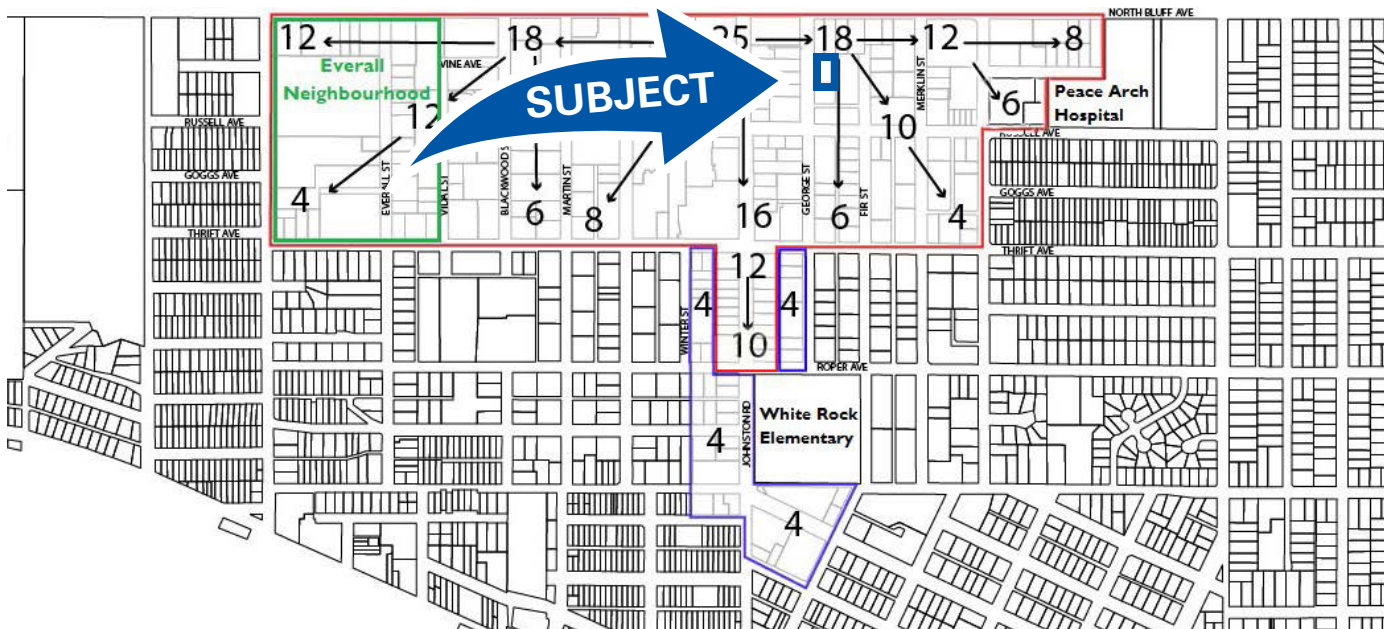 NORTH BLUFF AVE
12
18
25
18
12
8
Everall
Neighbourhood
VINE AVE
SUBJECT
MERKLIN ST
6
Peace Arch
Hospital
12
10
RUSSELL AVE
RUSSELL AVE
GOGGS AVE
4
EVERALL ST
VIDAL ST
BLACKWOOD S
6
MARTIN ST
8
16
GEORGE ST
6
FIR ST
4
GOGGS AVE
THRIFT AVE
THRIFT AVE
12
4
4
WINTER ST
10
ROPER AVE
White Rock
Elementary
JOHNSTON RD
4
4